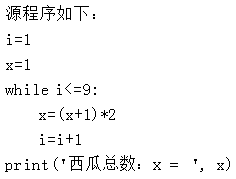 源程序如下：
i=1
x=1
while i<=9:
    x=(x+1)*2
    i=i+1
print('西瓜总数：x = ', x)